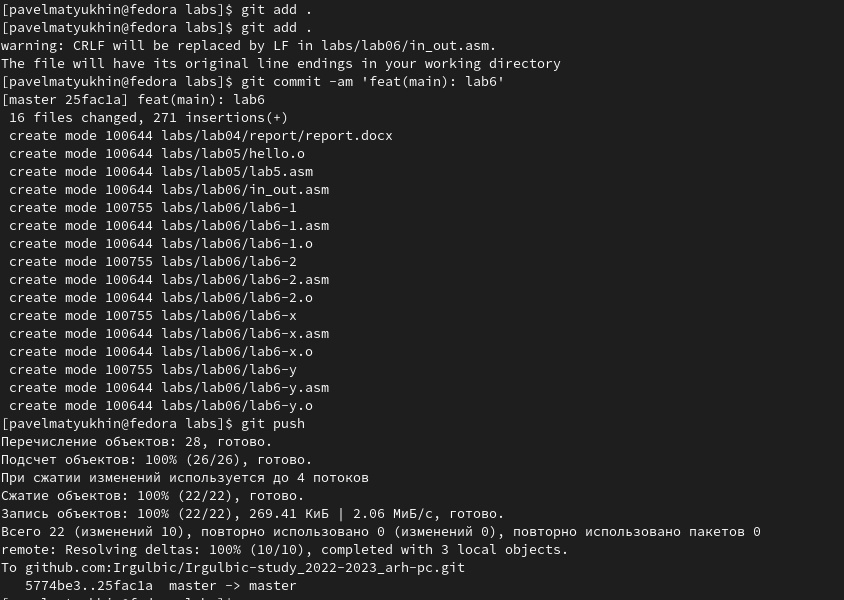 [pavelmatyukhin@fedora labs]$ git add .
[pavelmatyukhin@fedora labs]$ git add .
warning: CRLF will be replaced by LF in labs/lab06/in_out.asm.
The file will have its original line endings in your working directory
[pavelmatyukhin@fedora labs]$ git commit -am 'feat(main): lab6'
[master 25fac1a] feat(main): lab6
 16 files changed, 271 insertions(+)
 create mode 100644 labs/lab04/report/report.docx
 create mode 100644 labs/lab05/hello.o
 create mode 100644 labs/lab05/lab5.asm
 create mode 100644 labs/lab06/in_out.asm
 create mode 100755 labs/lab06/lab6-1
 create mode 100644 labs/lab06/lab6-1.asm
 create mode 100644 labs/lab06/lab6-1.o
 create mode 100755 labs/lab06/lab6-2
 create mode 100644 labs/lab06/lab6-2.asm
 create mode 100644 labs/lab06/lab6-2.o
 create mode 100755 labs/lab06/lab6-x
 create mode 100644 labs/lab06/lab6-x.asm
 create mode 100644 labs/lab06/lab6-x.o
 create mode 100755 labs/lab06/lab6-y
 create mode 100644 labs/lab06/lab6-y.asm
 create mode 100644 labs/lab06/lab6-y.o
[pavelmatyukhin@fedora labs]$ git push
Перечисление объектов: 28, готово.
Подсчет объектов: 100% (26/26), готово.
При сжатии изменений используется до 4 потоков
Сжатие объектов: 100% (22/22), готово.
Запись объектов: 100% (22/22), 269.41 КиБ | 2.06 МиБ/с, готово.
Всего 22 (изменений 10), повторно использовано 0 (изменений 0), повторно использовано пакетов 0
remote: Resolving deltas: 100% (10/10), completed with 3 local objects.
To github.com:Irgulbic/Irgulbic-study_2022-2023_arh-pc.git
   5774be3..25fac1a  master -> master